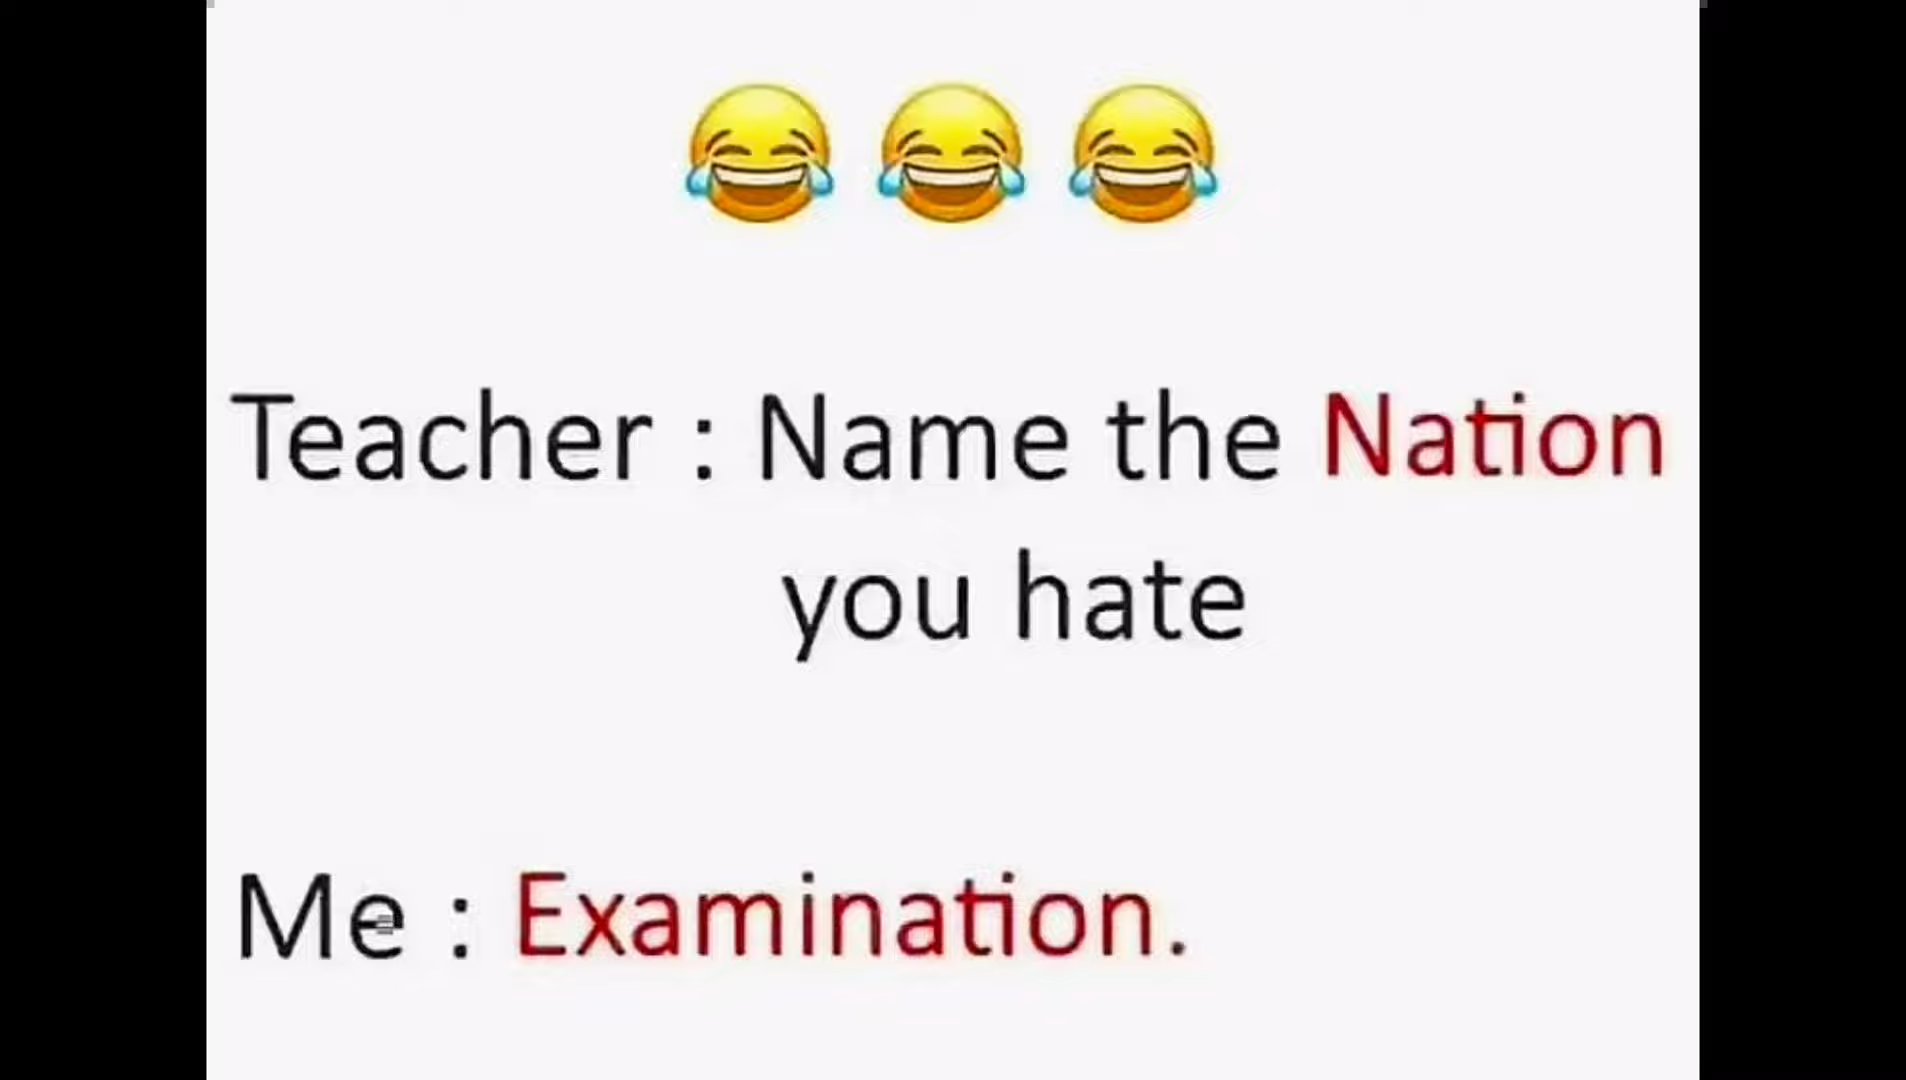 😂 😂 😂
Teacher : Name the Nation
you hate
Me : Examination.